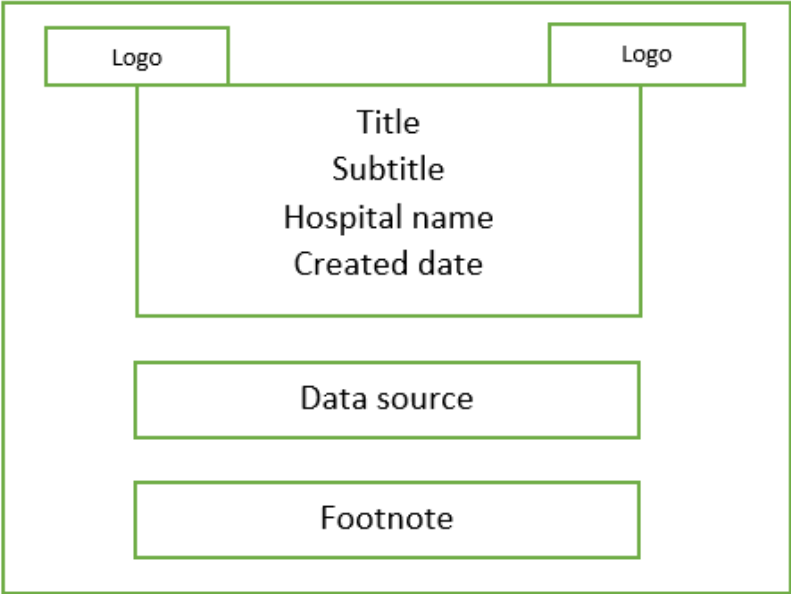 Logo
Logo
Title
Subtitle
Hospital name
Created date
Data source
Footnote